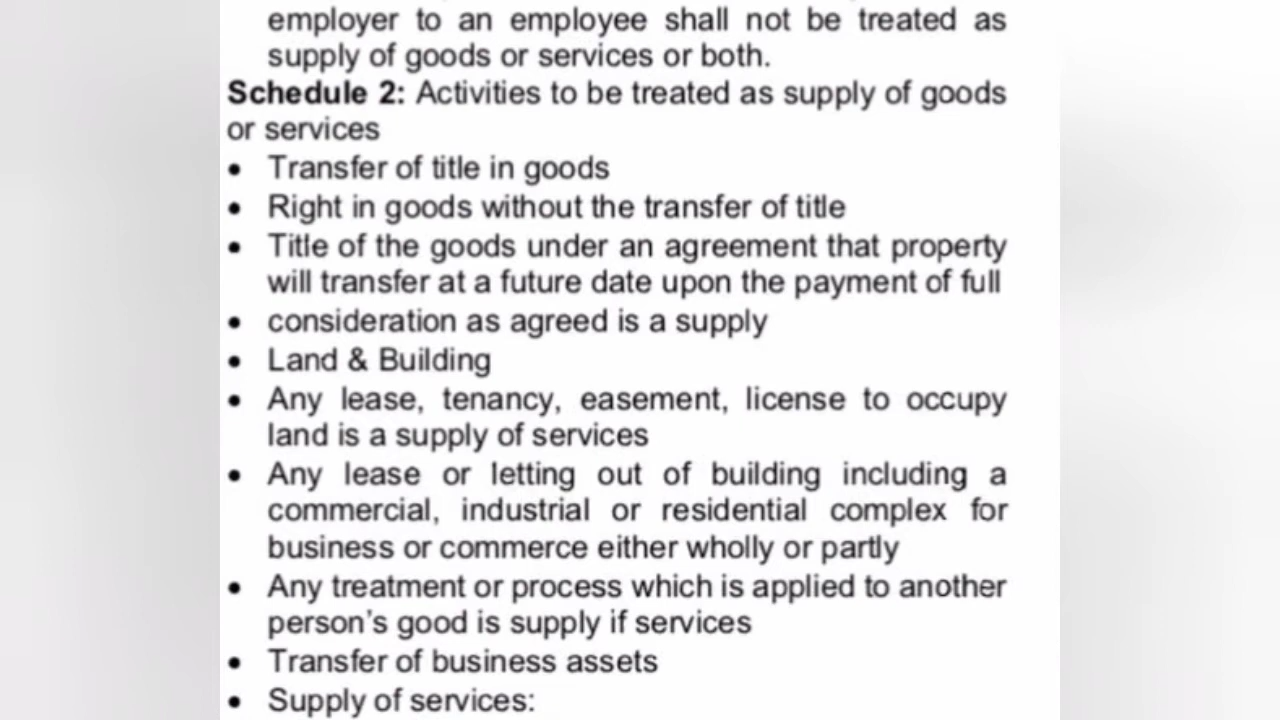 employer to an employee shall not be treated as
supply of goods or services or both.
Schedule 2: Activities to be treated as supply of goods
or services
• Transfer of title in goods
• Right in goods without the transfer of title
• Title of the goods under an agreement that property
will transfer at a future date upon the payment of full
• consideration as agreed is a supply
• Land & Building
• Any lease, tenancy, easement, license to occupy
land is a supply of services
• Any lease or letting out of building including a
commercial, industrial or residential complex for
business or commerce either wholly or partly
• Any treatment or process which is applied to another
person's good is supply if services
• Transfer of business assets
• Supply of services: